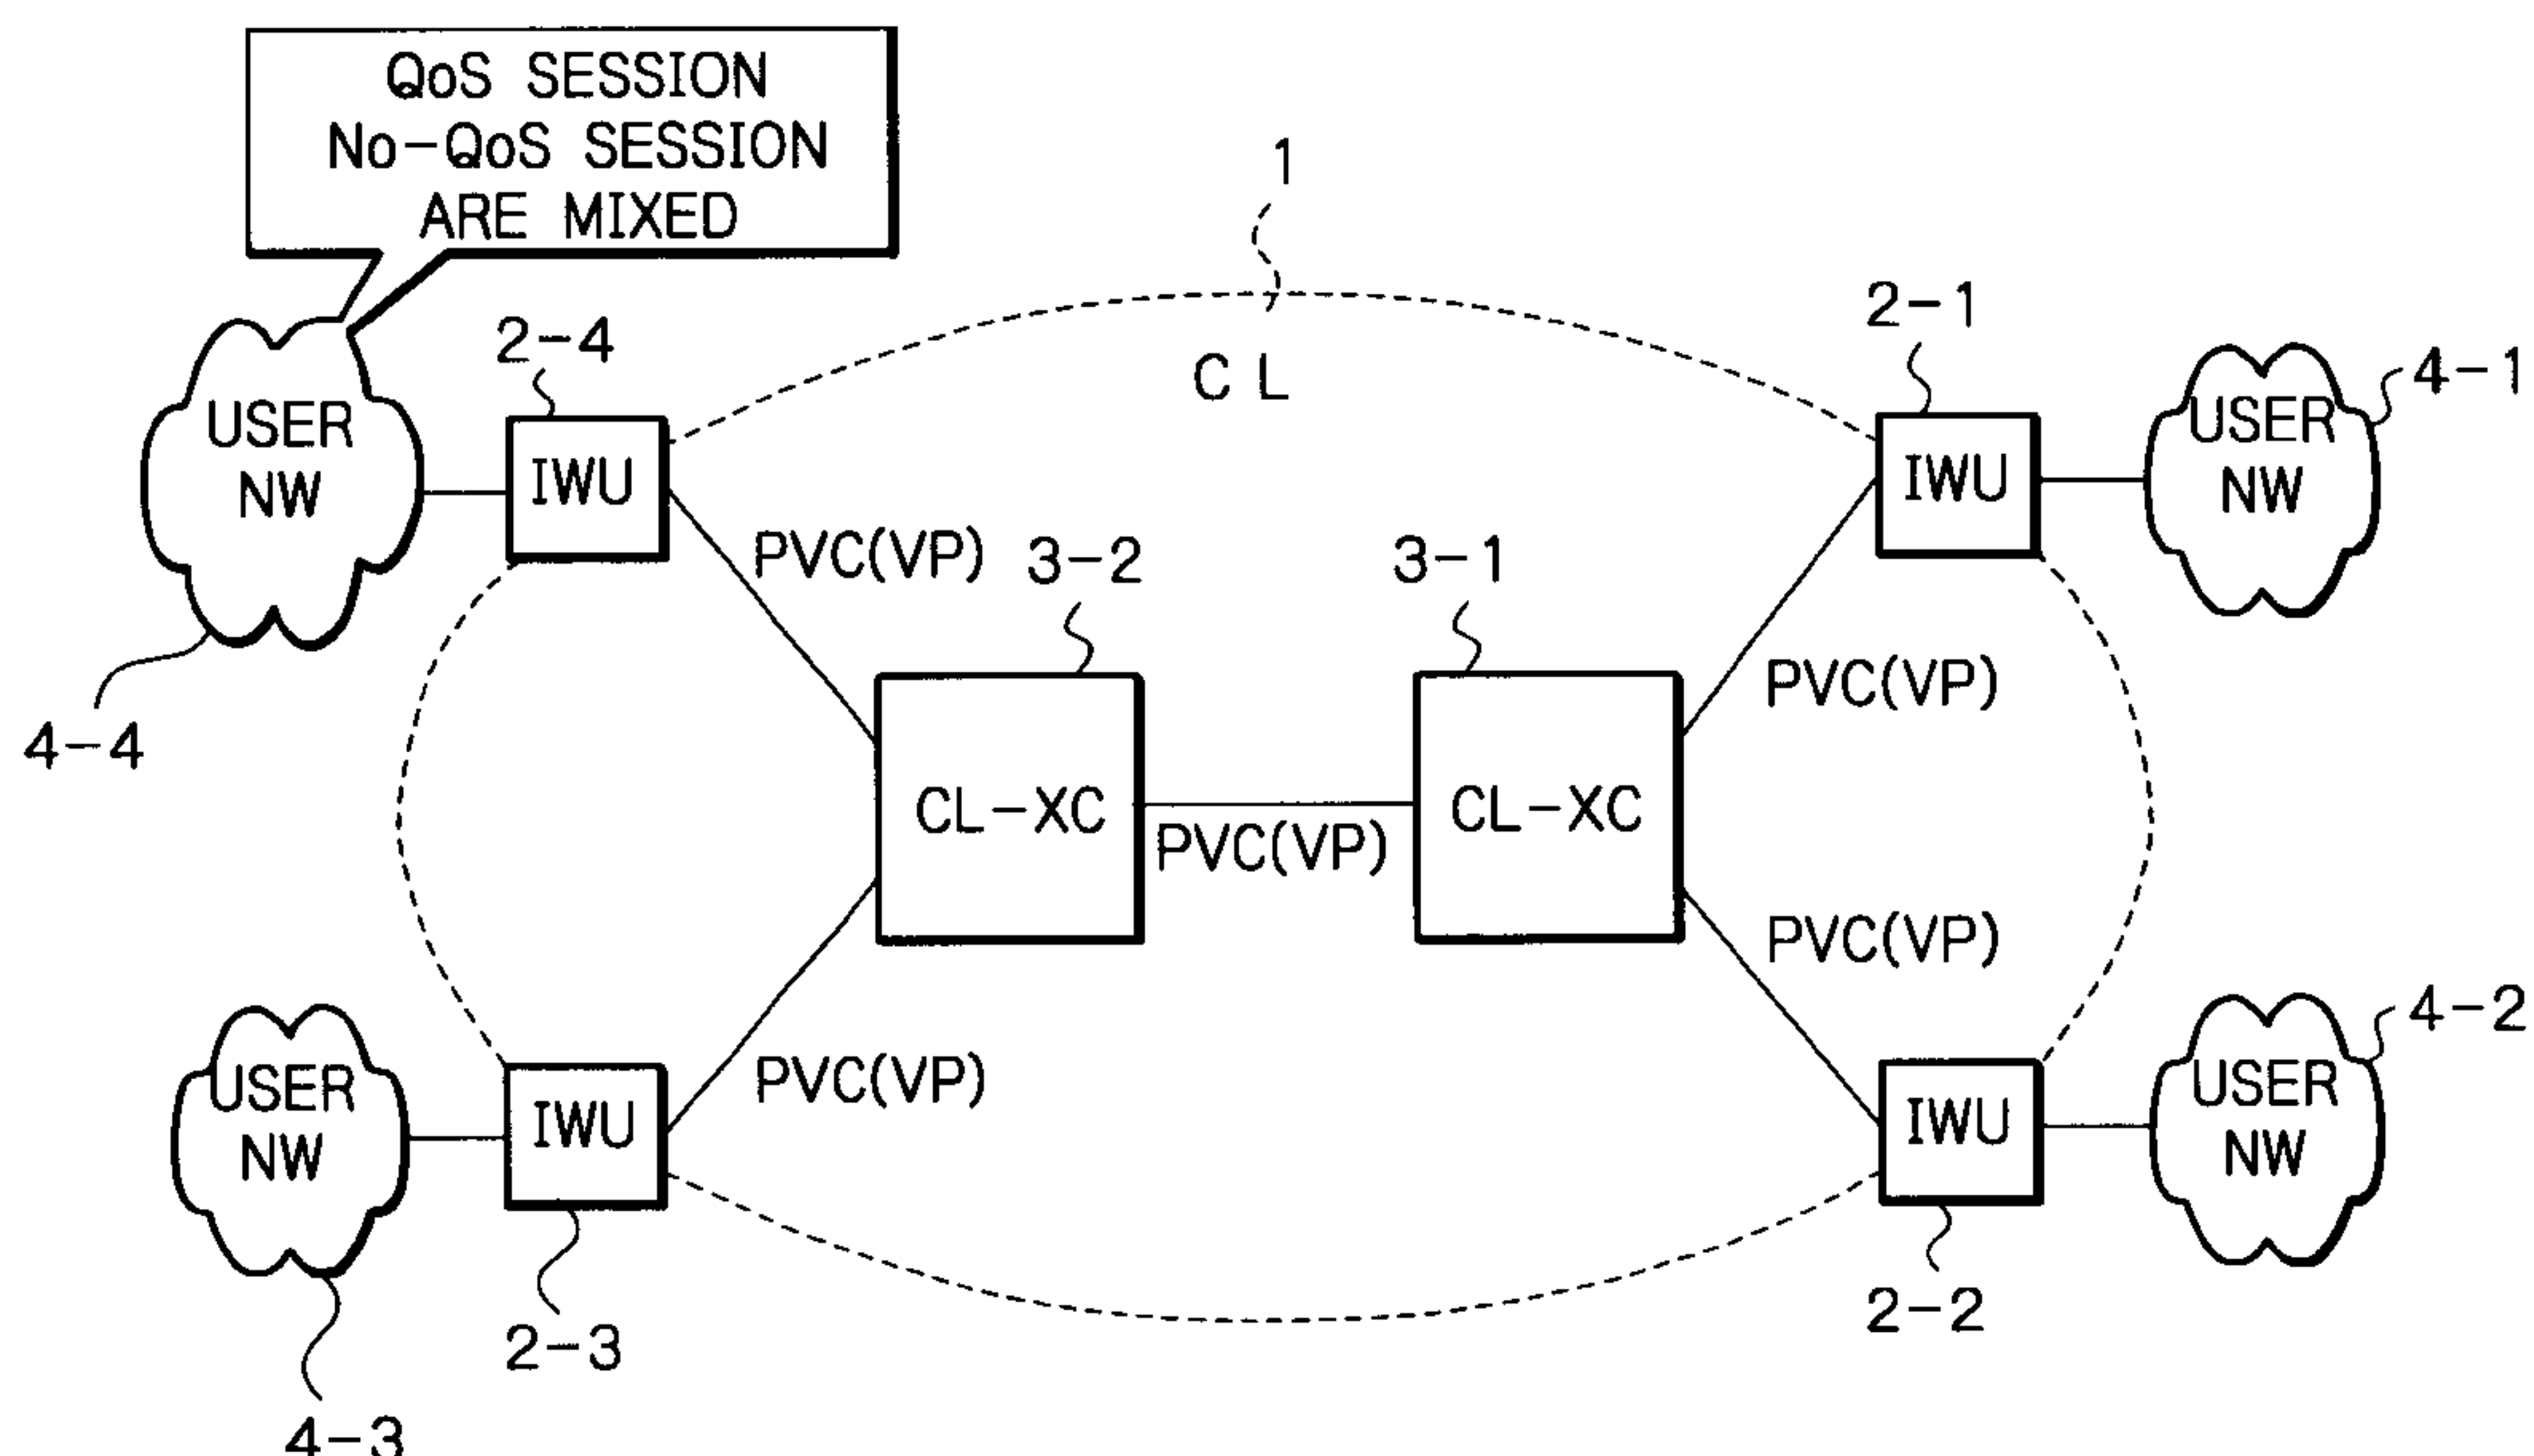 QoS SESSION
No-QoS SESSION
ARE MIXED
1
2-1
2-4
4-1
C L
USER
NW
IWU
IWU
USER
NW
PVC(VP)
3-2
3-1
PVC(VP)
4-4
CL-XC
PVC(VP)
CL-XC
PVC(VP)
4-2
USER
NW
IWU
PVC(VP)
IWU
USER
NW
2-3
2-2
4-3